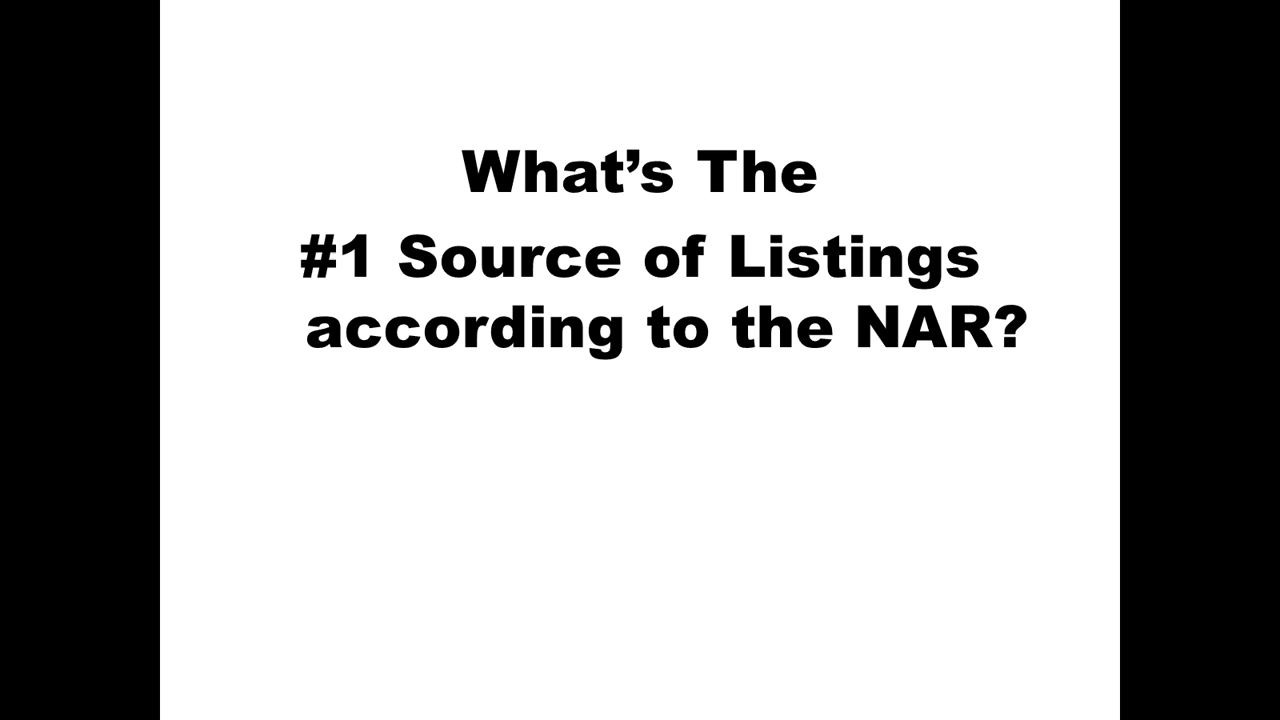 What’s The
#1 Source of Listings
according to the NAR?